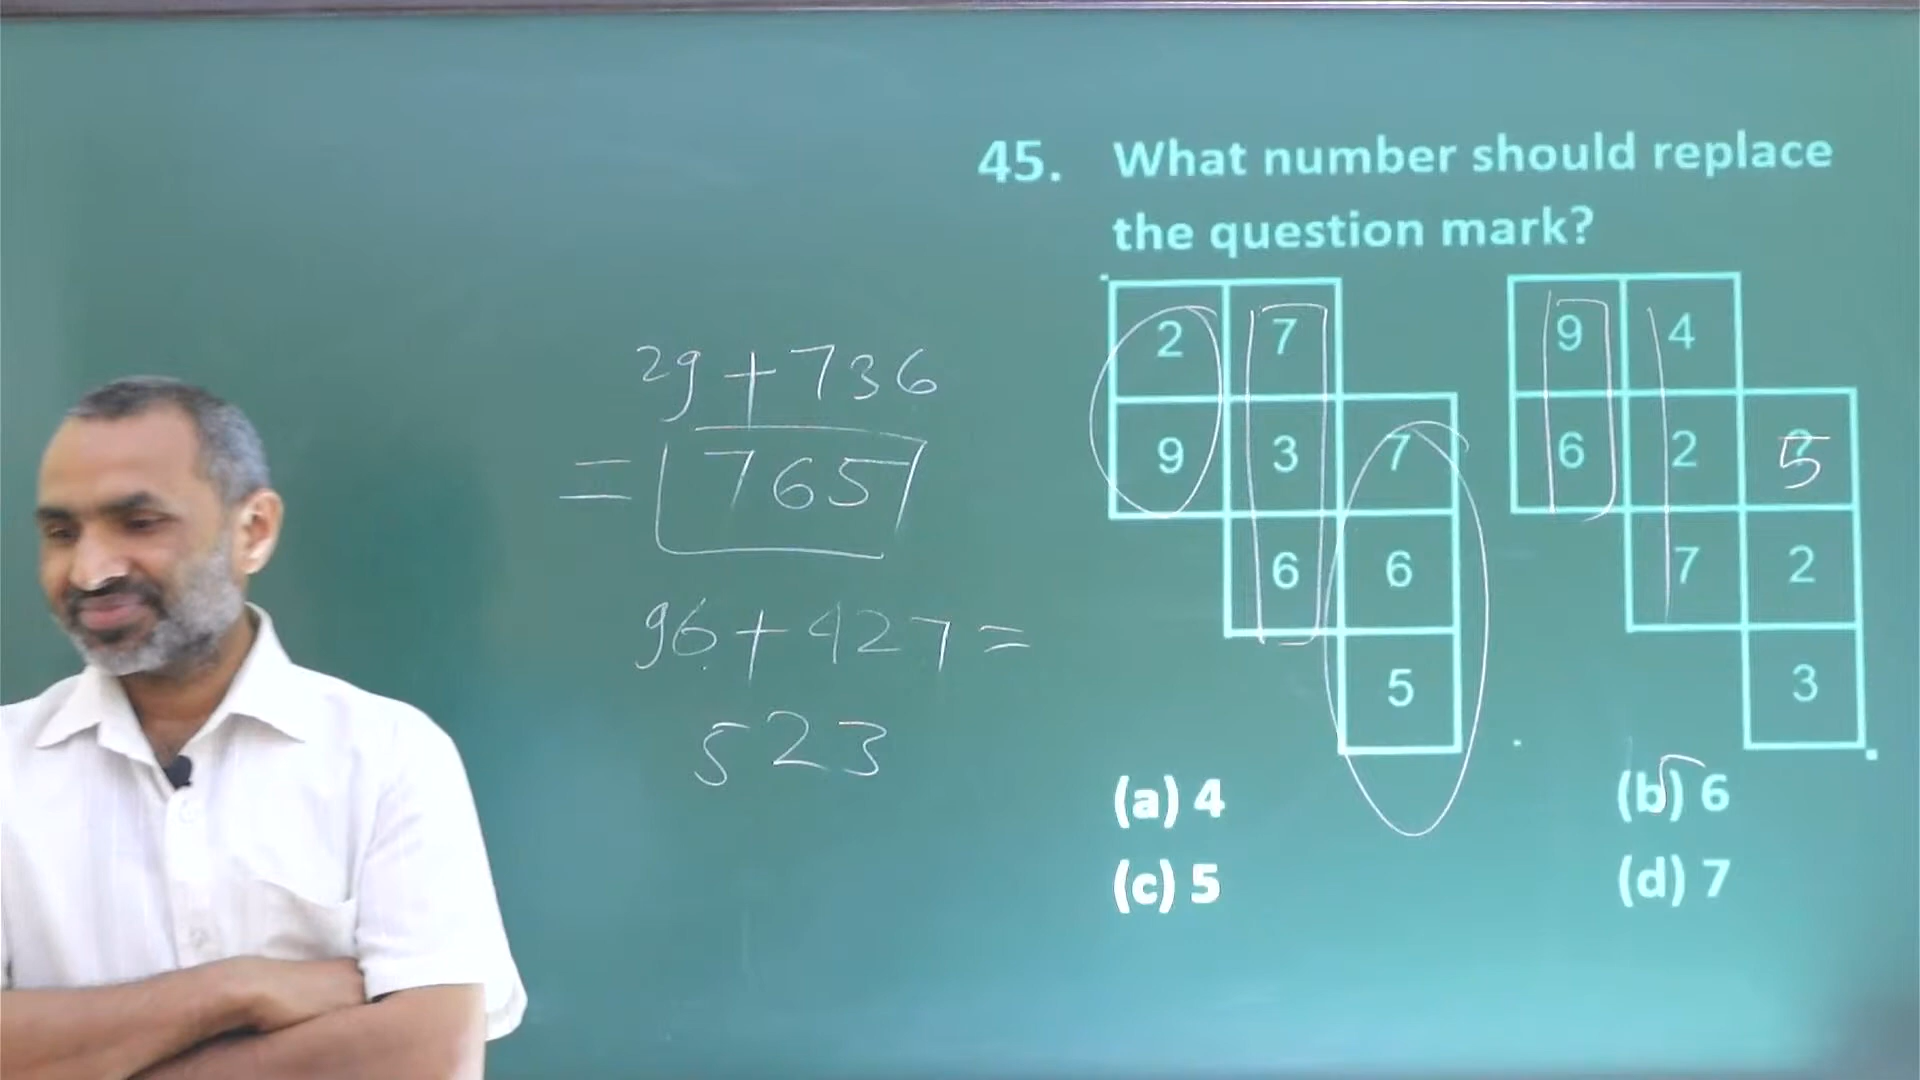 45. What number should replace
the question mark?
29 + 736
= 765
96 + 427 =
523
2 7
9 3 7
6 6
5
9 4
6 2 5
7 2
3
(a) 4 (b) 6
(c) 5 (d) 7